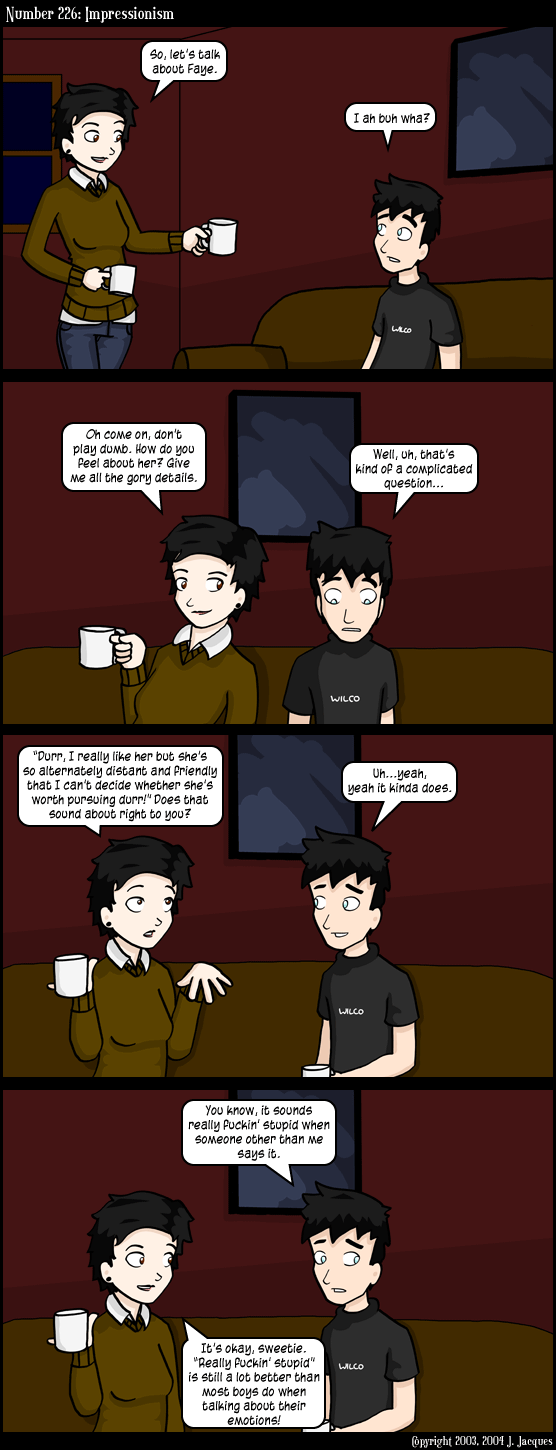 Number 226: Impressionism
So, let's talk
about Faye.
I ah buh wha?
WILCO
Oh come on, don't
play dumb. How do you
feel about her? Give
me all the gory details.
Well, uh, that's
kind of a complicated
question...
WILCO
"Durr, I really like her but she's
so alternately distant and friendly
that I can't decide whether she's
worth pursuing durr!" Does that
sound about right to you?
Uh...yeah,
yeah it kinda does.
WILCO
You know, it sounds
really fuckin' stupid when
someone other than me
says it.
It's okay, sweetie.
"Really fuckin' stupid"
is still a lot better than
most boys do when
talking about their
emotions!
WILCO
Copyright 2003, 2004 J. Jacques